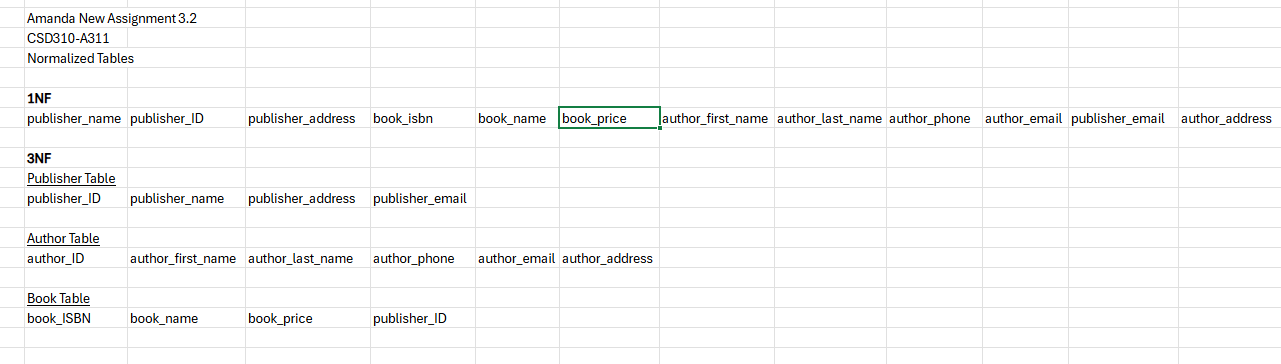 Amanda New Assignment 3.2
CSD310-A311
Normalized Tables
1NF
publisher_name publisher_ID publisher_address book_isbn book_name book_price author_first_name author_last_name author_phone author_email publisher_email author_address
3NF
Publisher Table
publisher_ID publisher_name publisher_address publisher_email
Author Table
author_ID author_first_name author_last_name author_phone author_email author_address
Book Table
book_ISBN book_name book_price publisher_ID